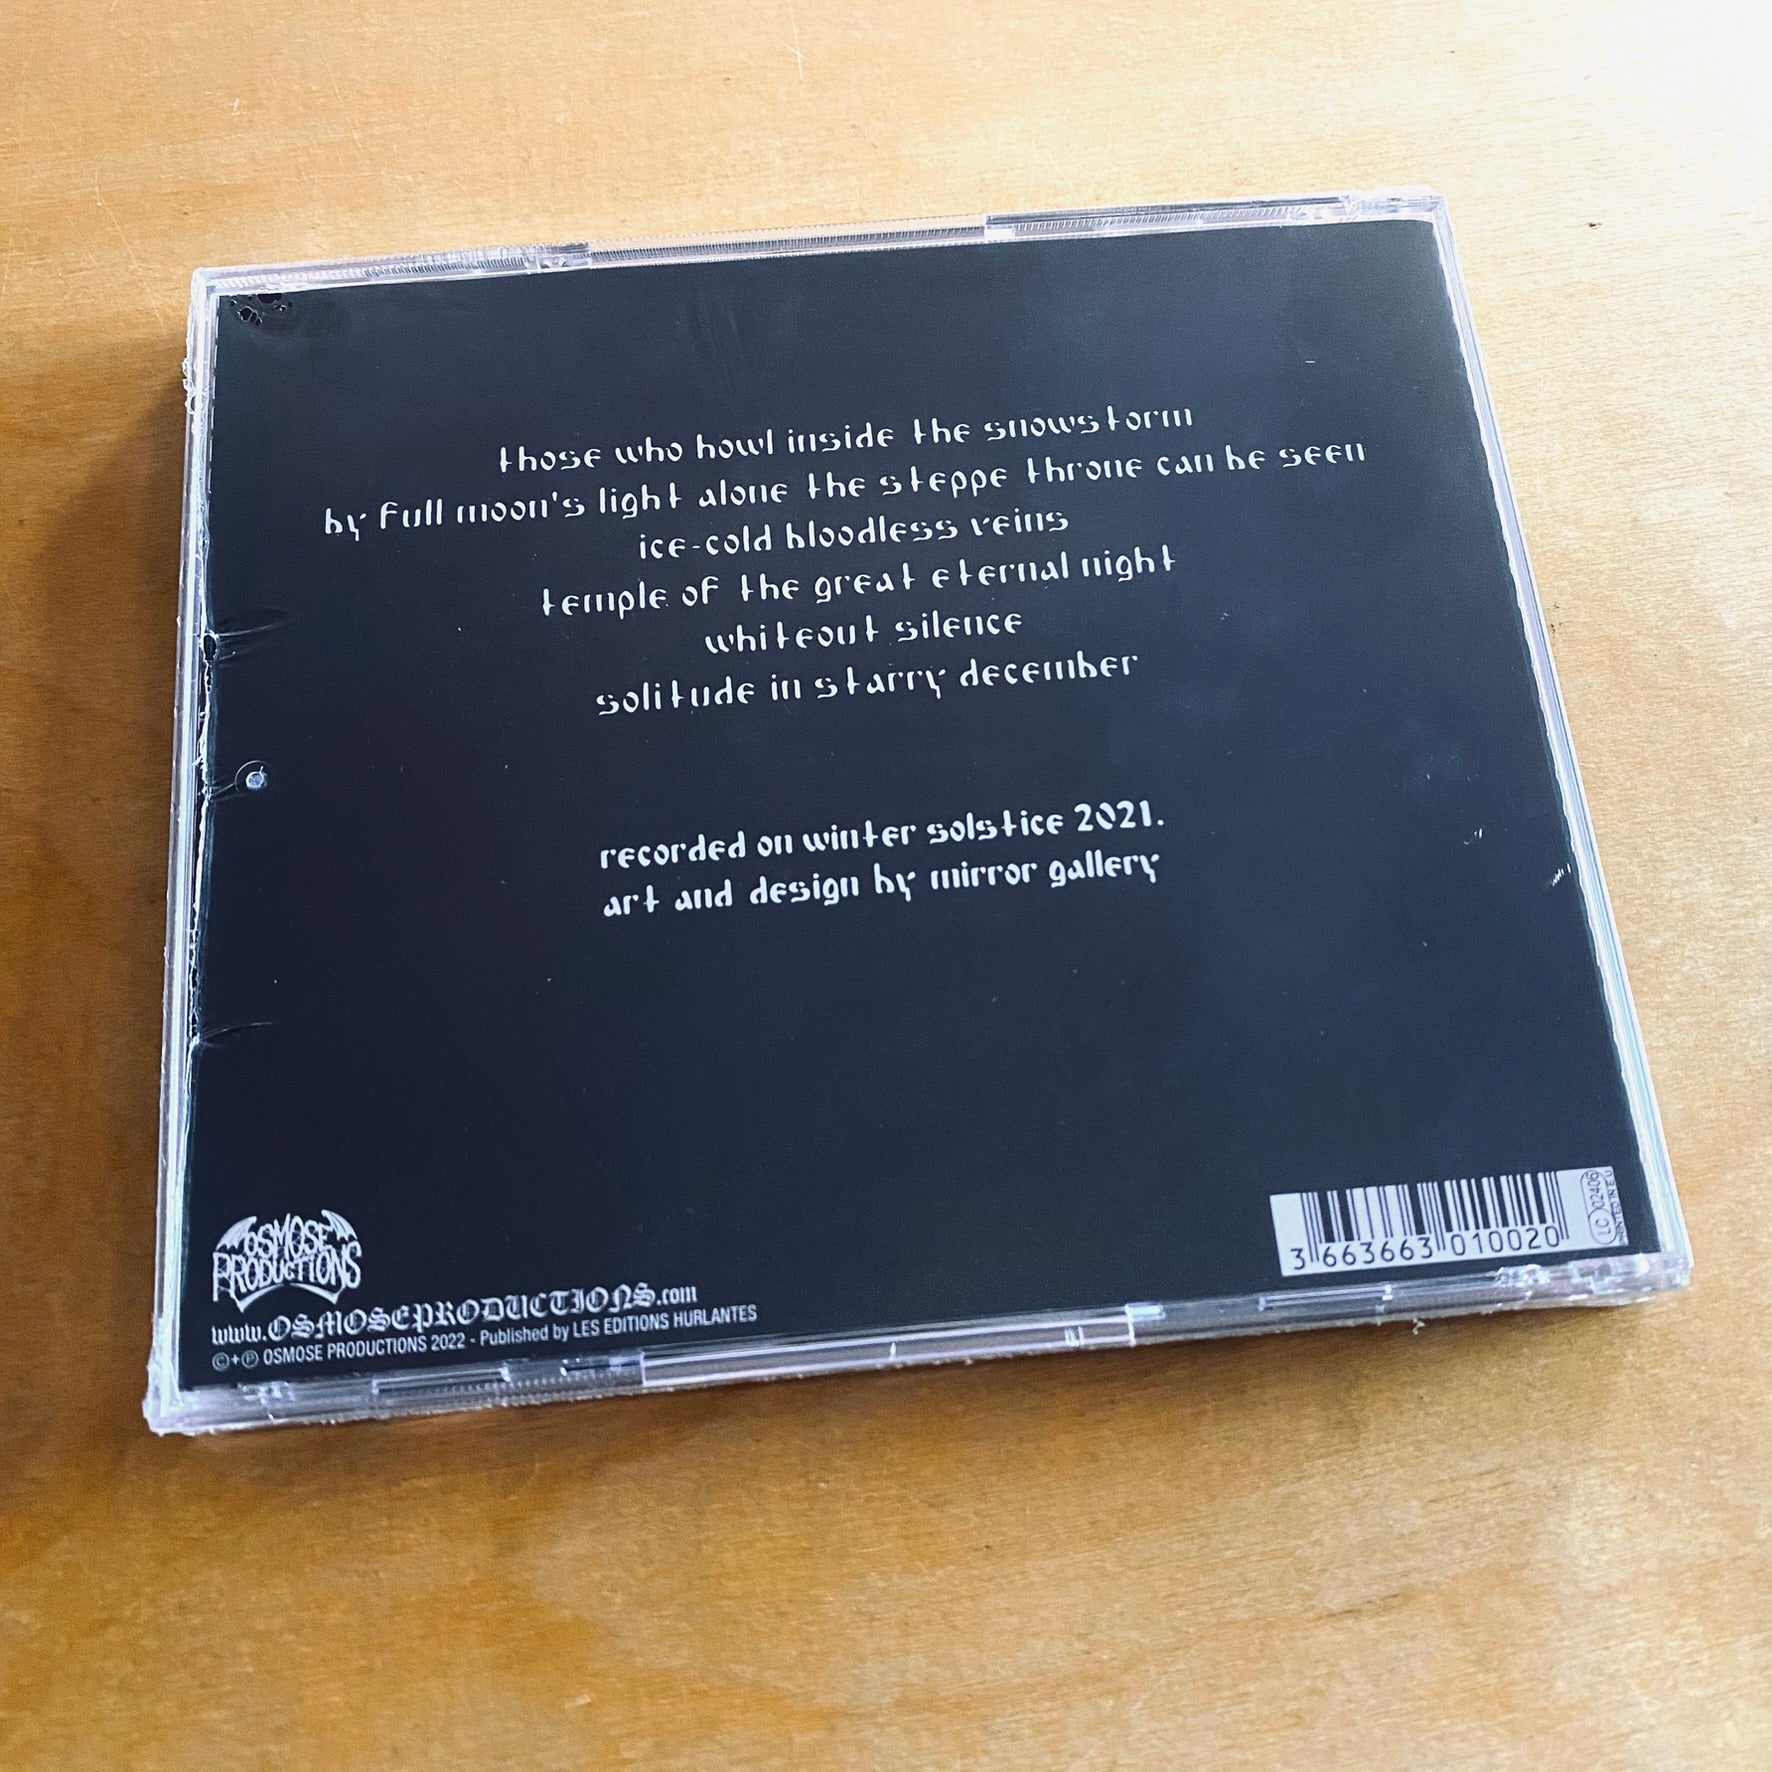 those who howl inside the snowstorm
by full moon's light alone the steppe throne can be seen
ice-cold bloodless veins
temple of the great eternal night
whiteout silence
solitude in starry december
recorded on winter solstice 2021.
art and design by mirror gallery
OSMOSE
PRODUCTIONS
www.OSMOSEPRODUCTIONS.com
©+℗ OSMOSE PRODUCTIONS 2022 - Published by LES EDITIONS HURLANTES
3 663663 010020
LC 02406
PRINTED IN E.U